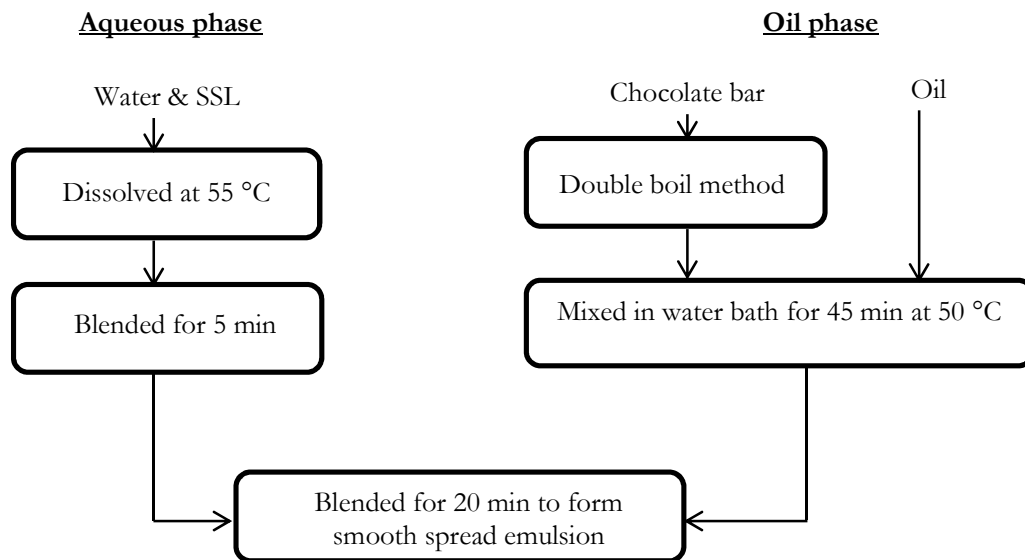 Aqueous phase
Oil phase
Water & SSL
Chocolate bar
Oil
Dissolved at 55 °C
Double boil method
Blended for 5 min
Mixed in water bath for 45 min at 50 °C
Blended for 20 min to form
smooth spread emulsion